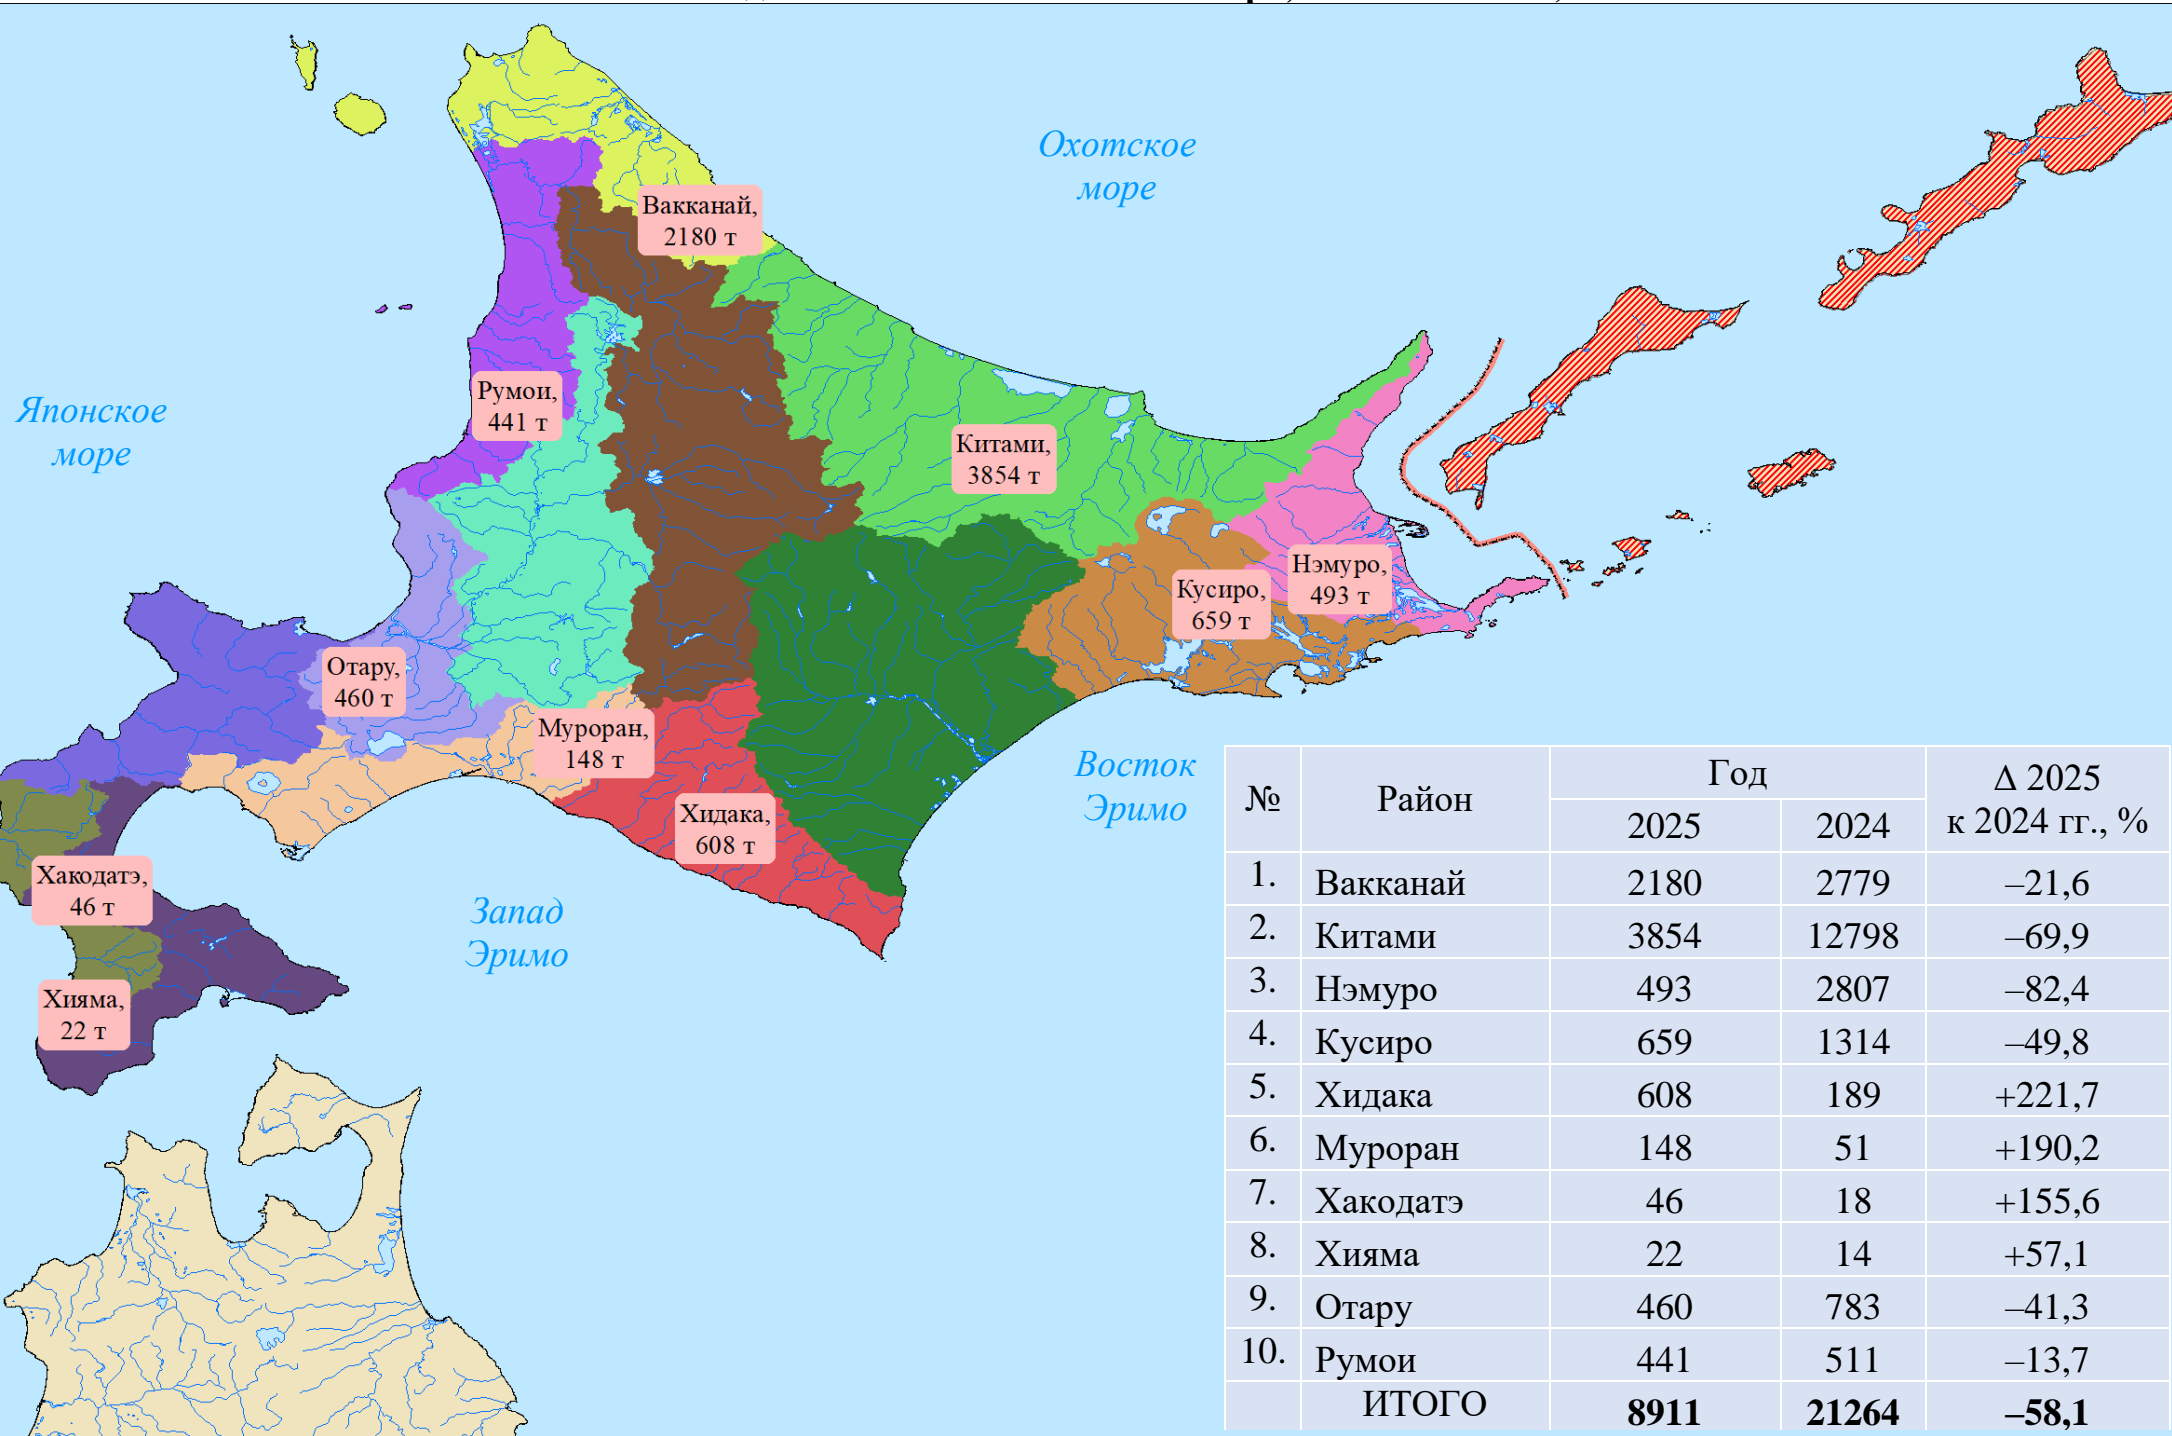 Охотское
море
Вакканай,
2180 т
Румои,
441 т
Японское
море
Китами,
3854 т
Нэмуро,
493 т
Кусиро,
659 т
Отару,
460 т
Муроран,
148 т
Хидака,
608 т
Восток
Эримо
Хакодатэ,
46 т
Запад
Эримо
Хияма,
22 т
№ Район Год Δ 2025 к 2024 гг., %
2025 2024
1. Вакканай 2180 2779 –21,6
2. Китами 3854 12798 –69,9
3. Нэмуро 493 2807 –82,4
4. Кусиро 659 1314 –49,8
5. Хидака 608 189 +221,7
6. Муроран 148 51 +190,2
7. Хакодатэ 46 18 +155,6
8. Хияма 22 14 +57,1
9. Отару 460 783 –41,3
10. Румои 441 511 –13,7
ИТОГО 8911 21264 –58,1